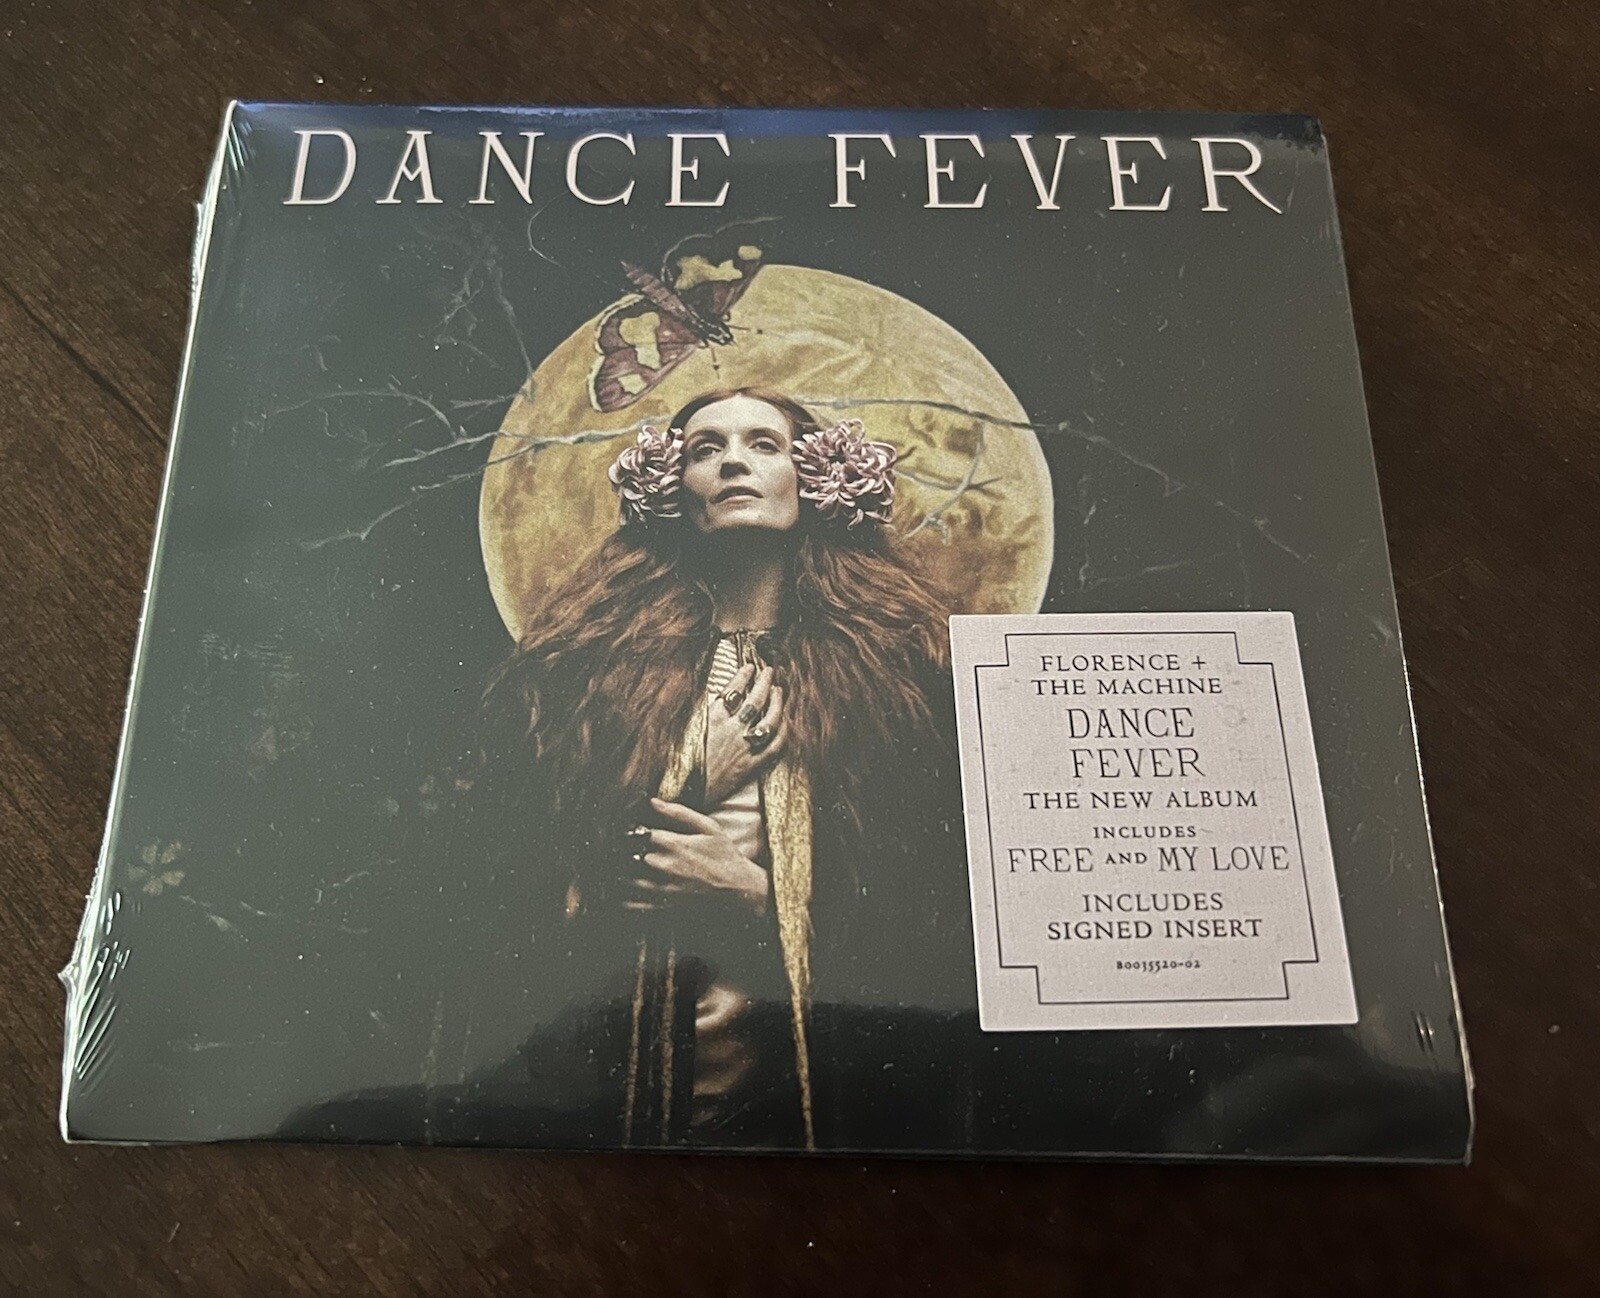 DANCE FEVER
FLORENCE +
THE MACHINE
DANCE
FEVER
THE NEW ALBUM
INCLUDES
FREE AND MY LOVE
INCLUDES
SIGNED INSERT
B0035520-02